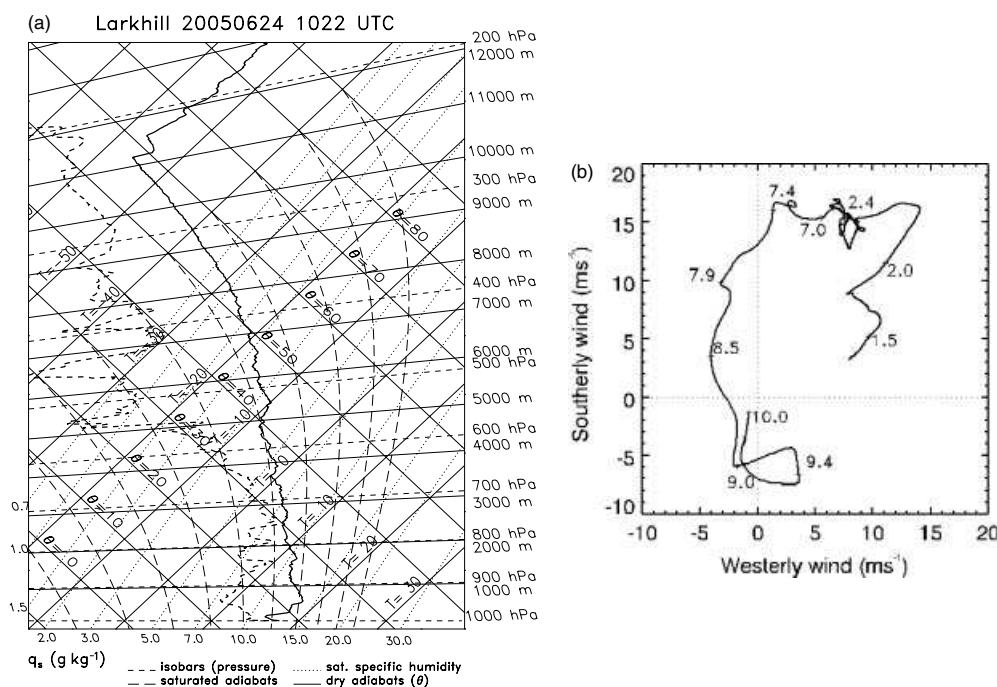 (a) Larkhill 20050624 1022 UTC
200 hPa
12000 m
11000 m
10000 m
300 hPa
9000 m
8000 m
400 hPa
7000 m
6000 m
500 hPa
5000 m
600 hPa
4000 m
700 hPa
3000 m
800 hPa
2000 m
900 hPa
1000 m
1000 hPa
θ= 80
θ= 70
θ= 60
θ= 50
θ= 40
θ= 30
θ= 20
θ= 10
θ= 0
T=-50
T=-40
T=-20
T=-10
T= 0
T= 10
T= 20
T= 30
0.7
1.0
1.5
2.0 3.0 5.0 7.0 10.0 15.0 20.0 30.0
qs (g kg-1)
isobars (pressure) sat. specific humidity
saturated adiabats dry adiabats (θ)
(b)
20
15
10
5
0
-5
-10
Southerly wind (ms-1)
7.4 2.4
7.0
7.9 2.0
8.5 1.5
10.0
9.0 9.4
-10 -5 0 5 10 15 20
Westerly wind (ms-1)